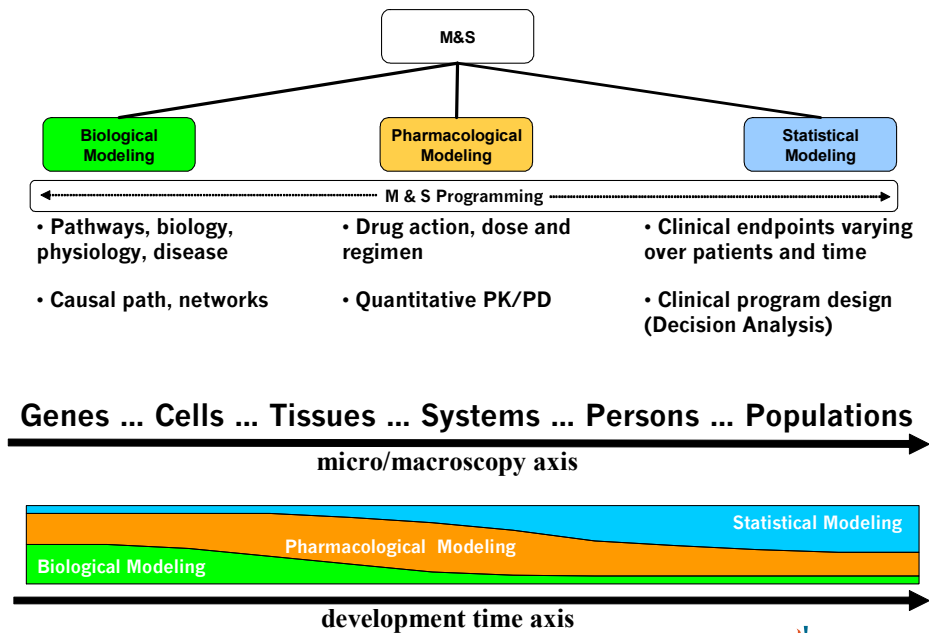 M&S
Biological
Modeling
Pharmacological
Modeling
Statistical
Modeling
M & S Programming
• Pathways, biology,
physiology, disease
• Causal path, networks
• Drug action, dose and
regimen
• Quantitative PK/PD
• Clinical endpoints varying
over patients and time
• Clinical program design
(Decision Analysis)
Genes ... Cells ... Tissues ... Systems ... Persons ... Populations
micro/macroscopy axis
Statistical Modeling
Pharmacological Modeling
Biological Modeling
development time axis